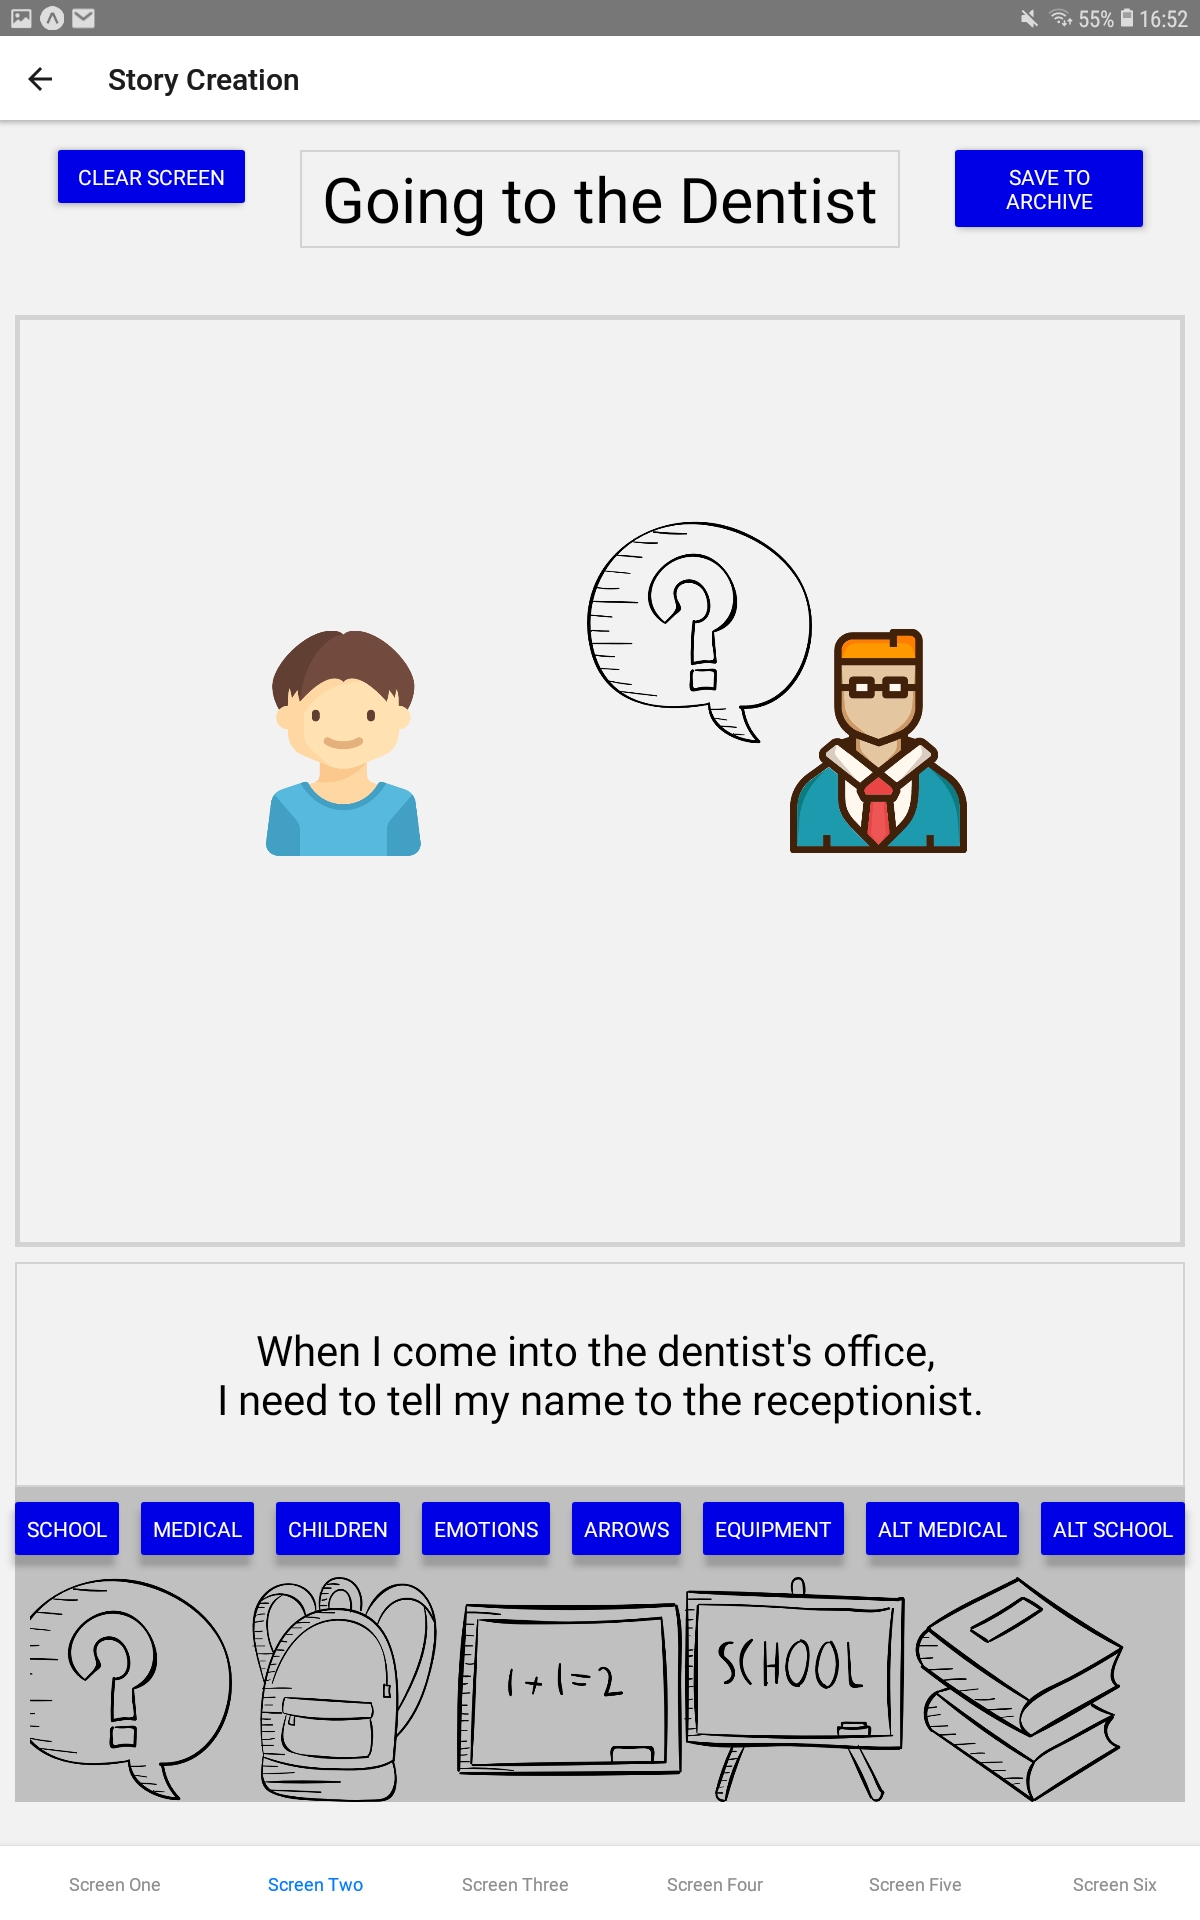 55% 16:52
Story Creation
CLEAR SCREEN
Going to the Dentist
SAVE TO
ARCHIVE
When I come into the dentist's office,
I need to tell my name to the receptionist.
SCHOOL MEDICAL CHILDREN EMOTIONS ARROWS EQUIPMENT ALT MEDICAL ALT SCHOOL
1+1=2
SCHOOL
Screen One Screen Two Screen Three Screen Four Screen Five Screen Six